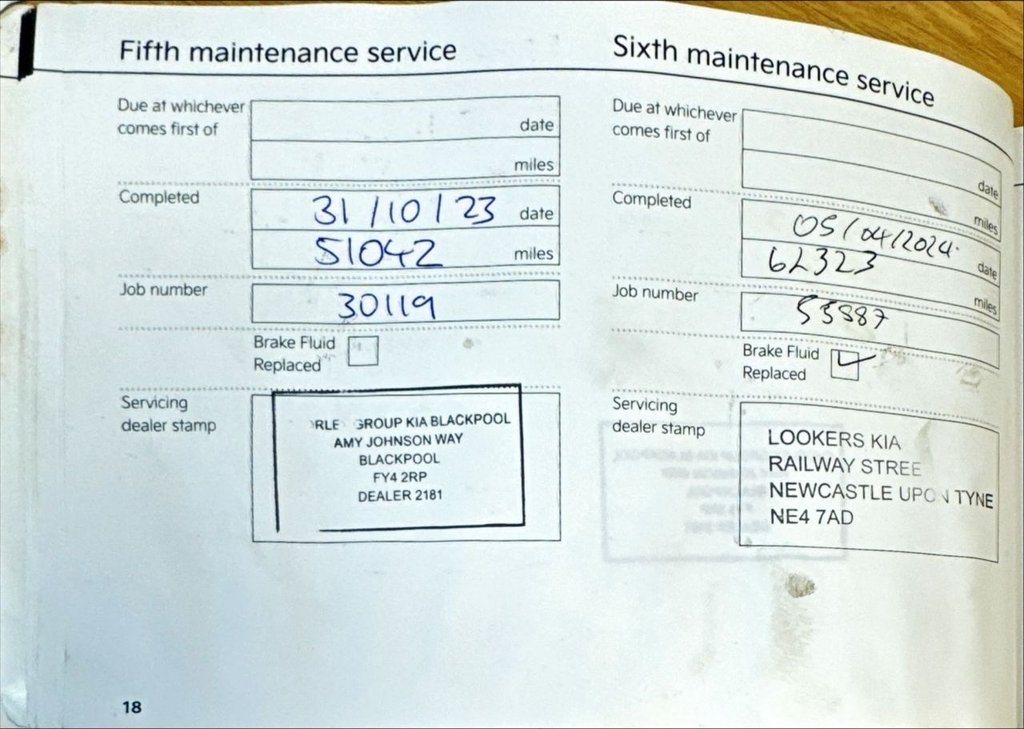 Fifth maintenance service
Due at whichever
comes first of
date
miles
Completed
31/10/23 date
51042 miles
Job number
30119
Brake Fluid
Replaced
Servicing
dealer stamp
GROUP KIA BLACKPOOL
AMY JOHNSON WAY
BLACKPOOL
FY4 2RP
DEALER 2181
18
Sixth maintenance service
Due at whichever
comes first of
date
miles
Completed
05/04/2024. date
62323 miles
Job number
Brake Fluid
Replaced
Servicing
dealer stamp
LOOKERS KIA
RAILWAY STREE
NEWCASTLE UPON TYNE
NE4 7AD